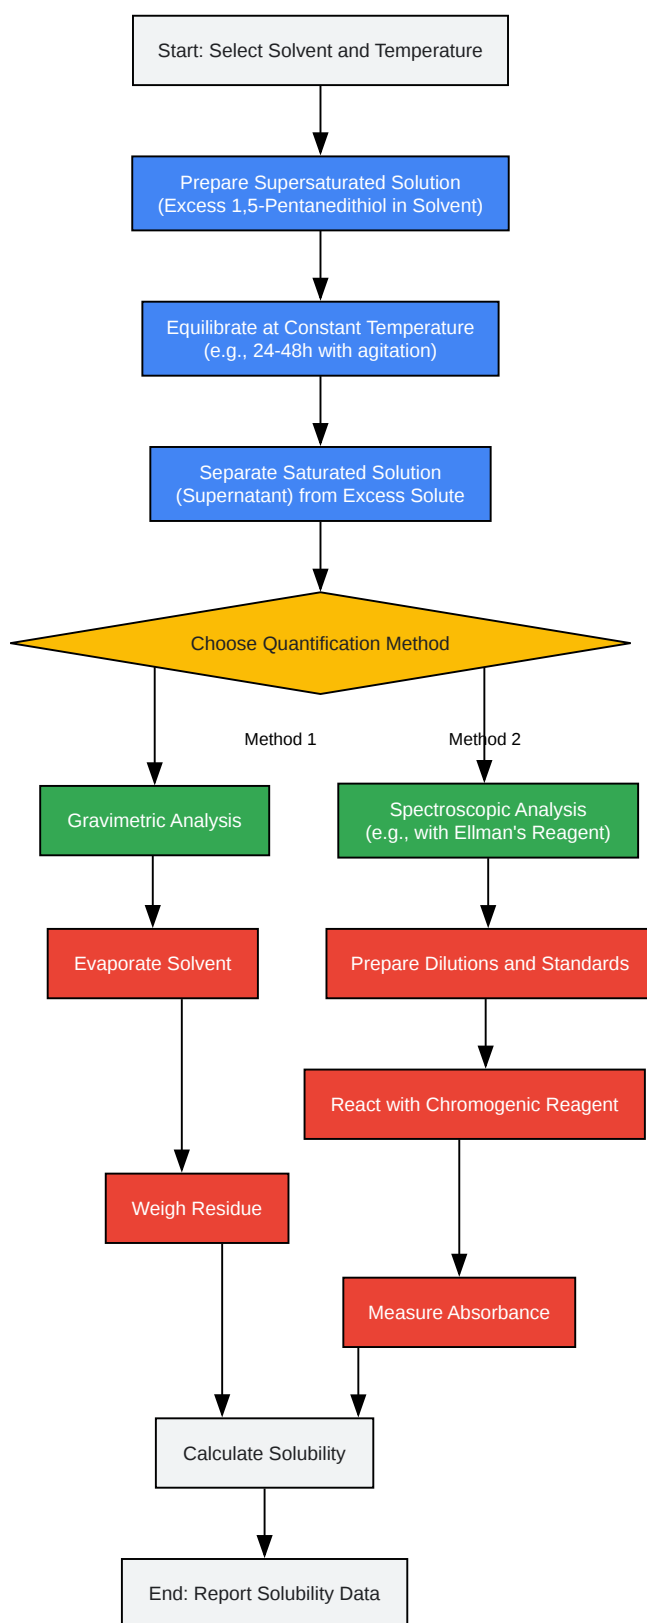 Start: Select Solvent and Temperature
Prepare Supersaturated Solution
(Excess 1,5-Pentanedithiol in Solvent)
Equilibrate at Constant Temperature
(e.g., 24-48h with agitation)
Separate Saturated Solution
(Supernatant) from Excess Solute
Choose Quantification Method
Method 1
Method 2
Gravimetric Analysis
Spectroscopic Analysis
(e.g., with Ellman's Reagent)
Evaporate Solvent
Prepare Dilutions and Standards
React with Chromogenic Reagent
Weigh Residue
Measure Absorbance
Calculate Solubility
End: Report Solubility Data